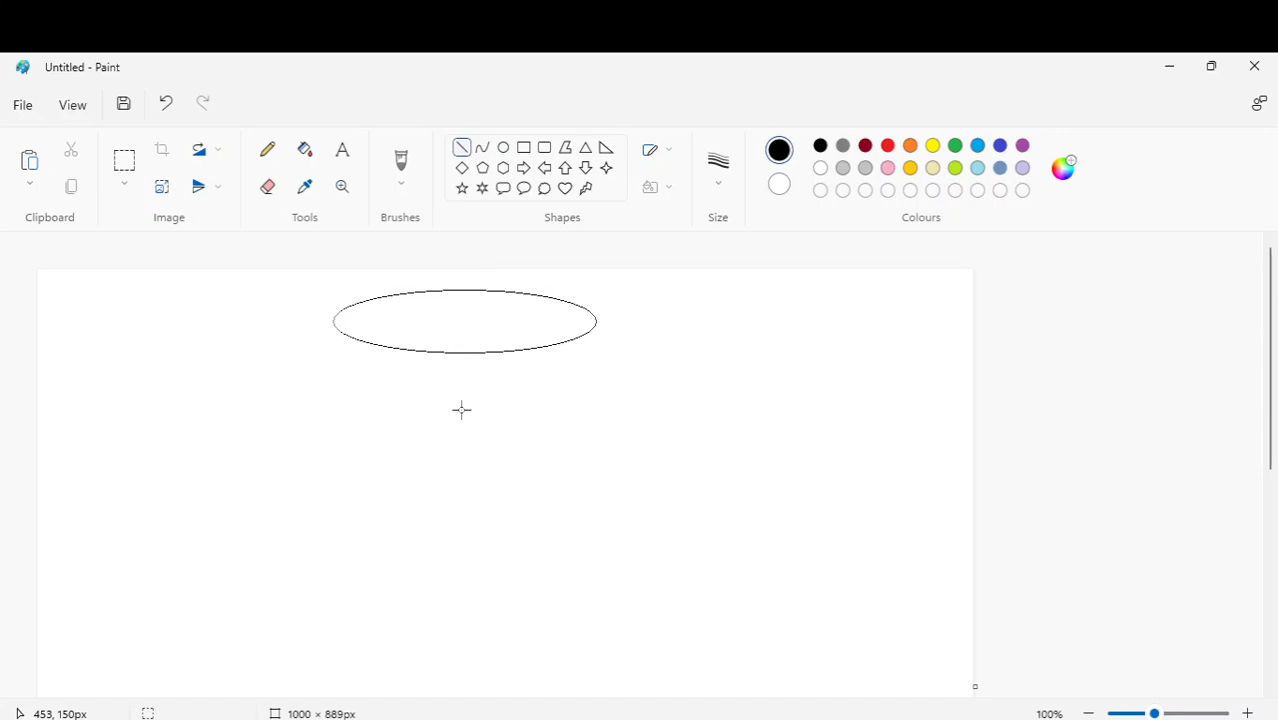 Untitled - Paint
File View
Clipboard Image Tools Brushes Shapes Size Colours
453, 150px 1000 × 889px 100%